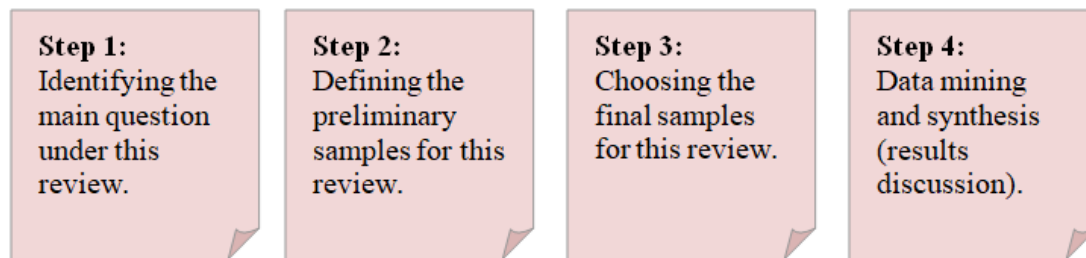 Step 1:
Identifying the
main question
under this
review.
Step 2:
Defining the
preliminary
samples for this
review.
Step 3:
Choosing the
final samples
for this review.
Step 4:
Data mining
and synthesis
(results
discussion).